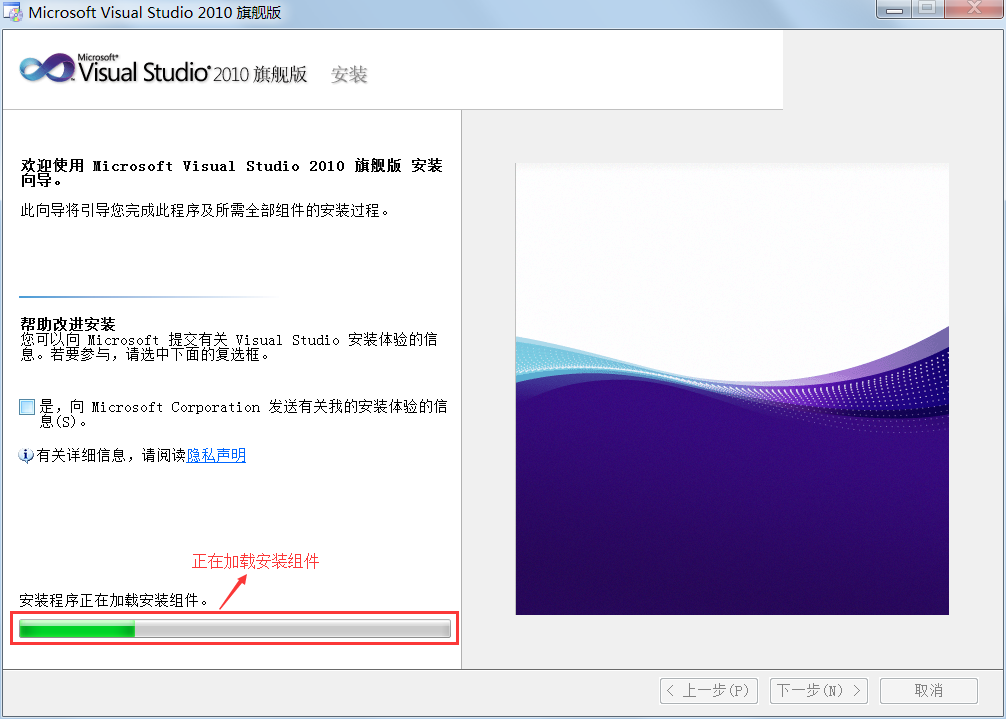 Microsoft Visual Studio 2010 旗舰版
Microsoft®
Visual Studio® 2010 旗舰版 安装
欢迎使用 Microsoft Visual Studio 2010 旗舰版 安装
向导。
此向导将引导您完成此程序及所需全部组件的安装过程。
帮助改进安装
您可以向 Microsoft 提交有关 Visual Studio 安装体验的信
息。若要参与，请选中下面的复选框。
是，向 Microsoft Corporation 发送有关我的安装体验的信
息(S)。
有关详细信息，请阅读隐私声明
正在加载安装组件
安装程序正在加载安装组件。
< 上一步(P)
下一步(N) >
取消